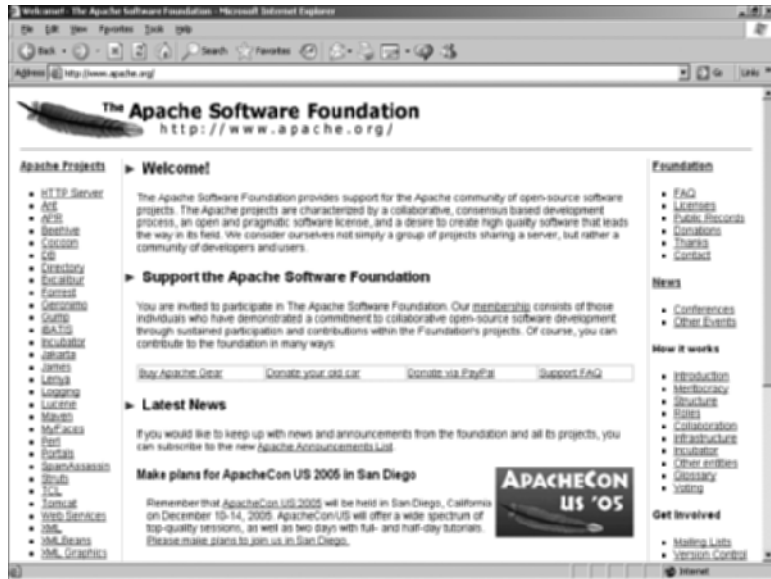 Welcome! - The Apache Software Foundation - Microsoft Internet Explorer
File Edit View Favorites Tools Help
Back Search Favorites
Address http://www.apache.org/ Go Links
The Apache Software Foundation
http://www.apache.org/
Apache Projects
HTTP Server
Ant
APR
Beehive
Cocoon
DB
Directory
Excalibur
Forrest
Geronimo
Gump
iBATIS
Incubator
Jakarta
James
Lenya
Logging
Lucene
Maven
MyFaces
Perl
Portals
SpamAssassin
Struts
TCL
Tomcat
Web Services
XML
XMLBeans
XML Graphics
Welcome!
The Apache Software Foundation provides support for the Apache community of open-source software
projects. The Apache projects are characterized by a collaborative, consensus based development
process, an open and pragmatic software license, and a desire to create high quality software that leads
the way in its field. We consider ourselves not simply a group of projects sharing a server, but rather a
community of developers and users.
Support the Apache Software Foundation
You are invited to participate in The Apache Software Foundation. Our membership consists of those
individuals who have demonstrated a commitment to collaborative open-source software development
through sustained participation and contributions within the Foundation's projects. Of course, you can
contribute to the foundation in many ways
Buy Apache Gear Donate your old car Donate via PayPal Support FAQ
Latest News
If you would like to keep up with news and announcements from the foundation and all its projects, you
can subscribe to the new Apache Announcements List.
Make plans for ApacheCon US 2005 in San Diego
Remember that ApacheCon US 2005 will be held in San Diego, California
on December 10-14, 2005. ApacheCon US will offer a wide spectrum of
top-quality sessions, as well as two days with full- and half-day tutorials.
Please make plans to join us in San Diego.
APACHECON
US '05
Foundation
FAQ
Licenses
Public Records
Donations
Thanks
Contact
News
Conferences
Other Events
How it works
Introduction
Meritocracy
Structure
Roles
Collaboration
Infrastructure
Incubator
Other entities
Glossary
Voting
Get Involved
Mailing Lists
Version Control
Internet